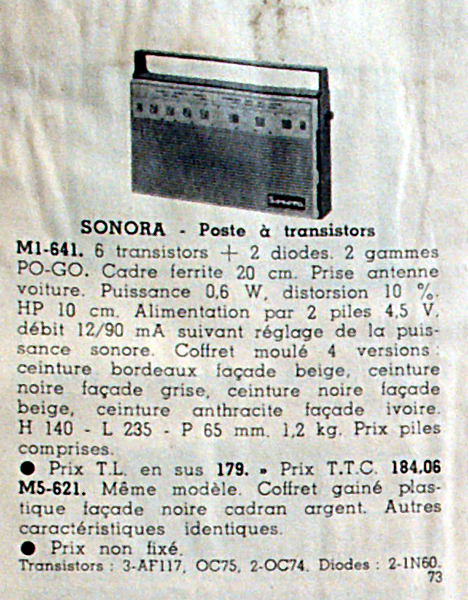 Sonora
SONORA - Poste à transistors
M1-641. 6 transistors + 2 diodes. 2 gammes
PO-GO. Cadre ferrite 20 cm. Prise antenne
voiture. Puissance 0,6 W, distorsion 10 %.
HP 10 cm. Alimentation par 2 piles 4,5 V,
débit 12/90 mA suivant réglage de la puis-
sance sonore. Coffret moulé 4 versions :
ceinture bordeaux façade beige, ceinture
noire façade grise, ceinture noire façade
beige, ceinture anthracite façade ivoire.
H 140 - L 235 - P 65 mm. 1,2 kg. Prix piles
comprises.
● Prix T.L. en sus 179. » Prix T.T.C. 184,06
M5-621. Même modèle. Coffret gainé plas-
tique façade noire cadran argent. Autres
caractéristiques identiques.
● Prix non fixé.
Transistors : 3-AF117, OC75, 2-OC74, Diodes : 2-1N60.
73